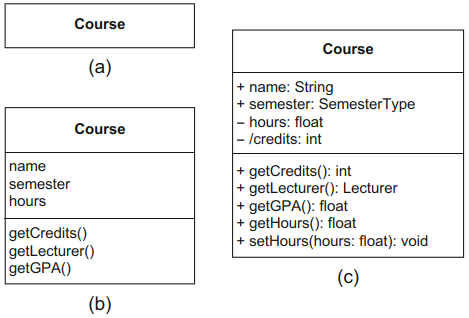 Course
(a)
Course
name
semester
hours
getCredits()
getLecturer()
getGPA()
(b)
Course
+ name: String
+ semester: SemesterType
– hours: float
– /credits: int
+ getCredits(): int
+ getLecturer(): Lecturer
+ getGPA(): float
+ getHours(): float
+ setHours(hours: float): void
(c)